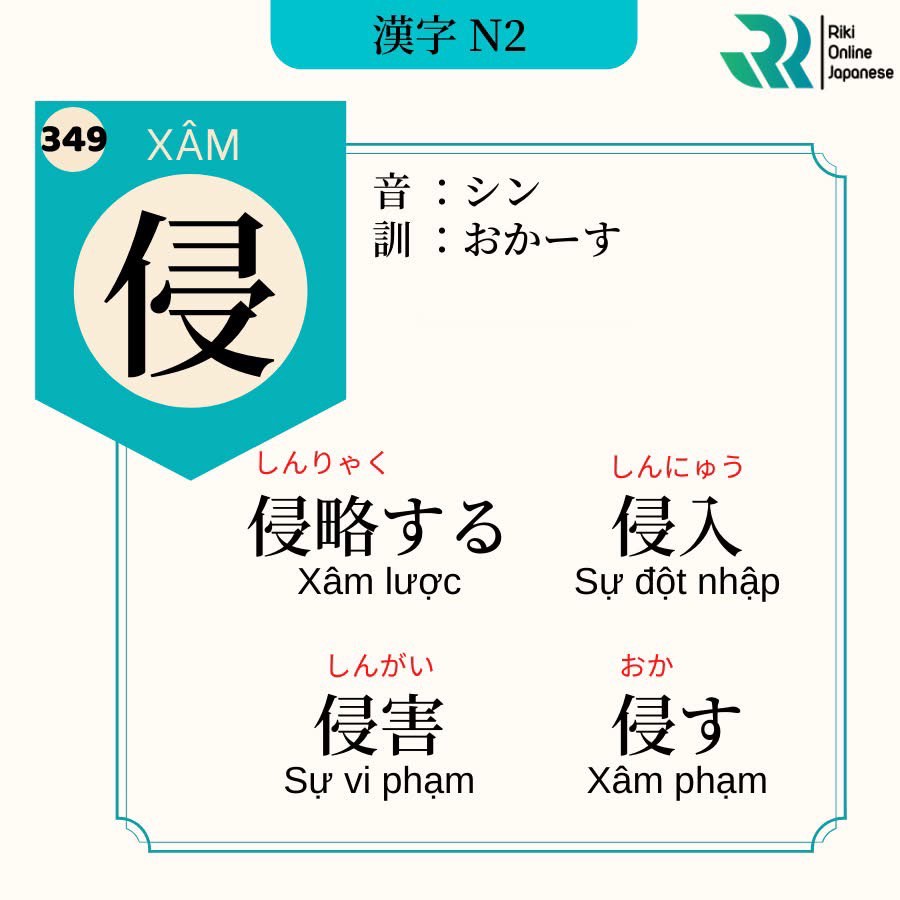 漢字 N2
Riki
Online
Japanese
349
XÂM
侵
音 ：シン
訓 ：おかーす
しんりゃく
侵略する
Xâm lược
しんにゅう
侵入
Sự đột nhập
しんがい
侵害
Sự vi phạm
おか
侵す
Xâm phạm